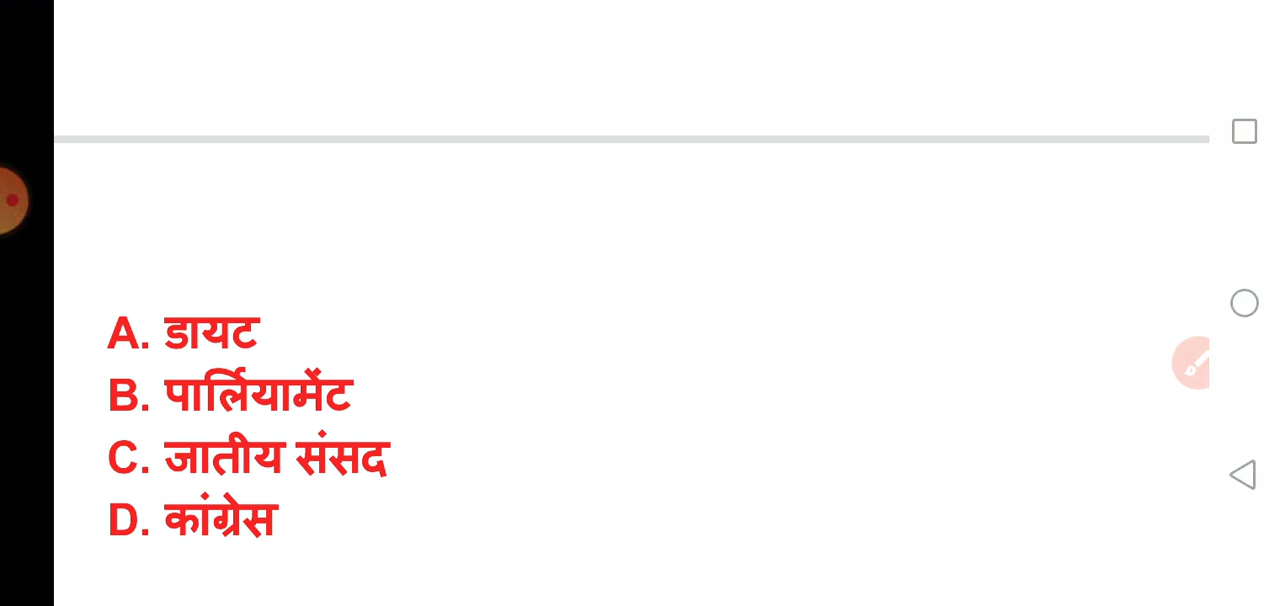 A. डायट
B. पार्लियामेंट
C. जातीय संसद
D. कांग्रेस